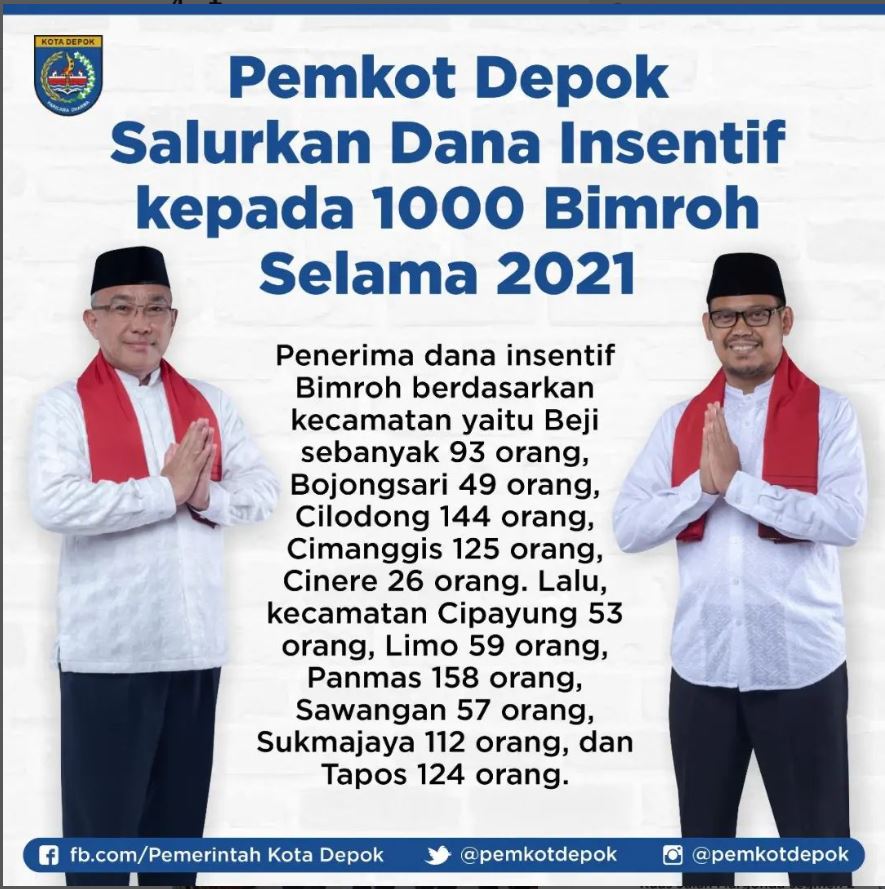 KOTA DEPOK
Pemkot Depok
Salurkan Dana Insentif
kepada 1000 Bimroh
Selama 2021
Penerima dana insentif
Bimroh berdasarkan
kecamatan yaitu Beji
sebanyak 93 orang,
Bojongsari 49 orang,
Cilodong 144 orang,
Cimanggis 125 orang,
Cinere 26 orang. Lalu,
kecamatan Cipayung 53
orang, Limo 59 orang,
Panmas 158 orang,
Sawangan 57 orang,
Sukmajaya 112 orang, dan
Tapos 124 orang.
fb.com/Pemerintah Kota Depok
@pemkotdepok
@pemkotdepok